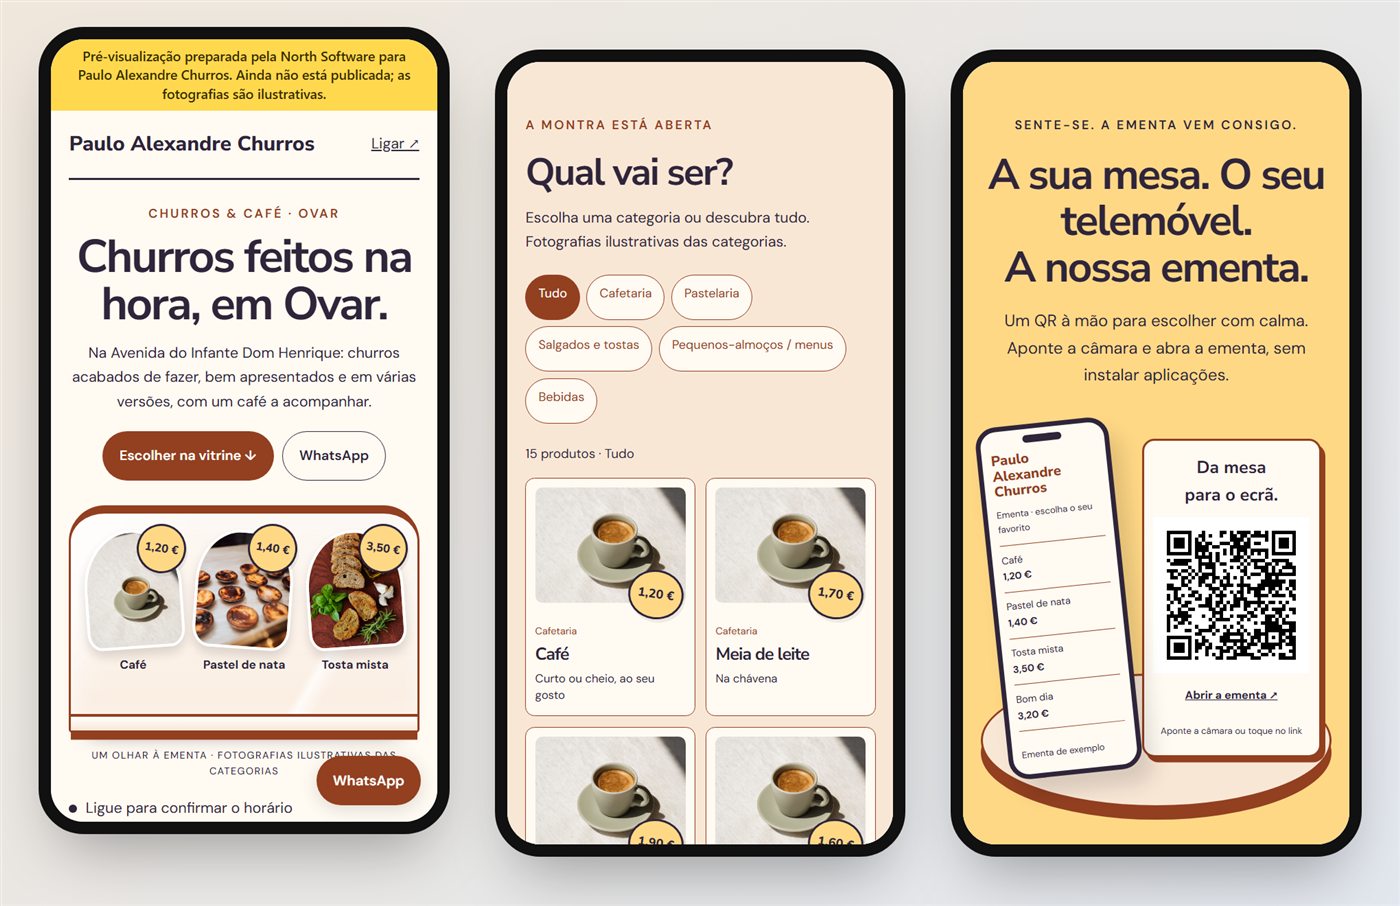 Pré-visualização preparada pela North Software para
Paulo Alexandre Churros. Ainda não está publicada; as
fotografias são ilustrativas.
Paulo Alexandre Churros
Ligar ↗
CHURROS & CAFÉ · OVAR
Churros feitos na
hora, em Ovar.
Na Avenida do Infante Dom Henrique: churros
acabados de fazer, bem apresentados e em várias
versões, com um café a acompanhar.
Escolher na vitrine ↓
WhatsApp
1,20 €
1,40 €
3,50 €
Café
Pastel de nata
Tosta mista
UM OLHAR À EMENTA · FOTOGRAFIAS ILUSTRATIVAS DAS
CATEGORIAS
WhatsApp
Ligue para confirmar o horário
A MONTRA ESTÁ ABERTA
Qual vai ser?
Escolha uma categoria ou descubra tudo.
Fotografias ilustrativas das categorias.
Tudo
Cafetaria
Pastelaria
Salgados e tostas
Pequenos-almoços / menus
Bebidas
15 produtos · Tudo
1,20 €
Cafetaria
Café
Curto ou cheio, ao seu
gosto
1,70 €
Cafetaria
Meia de leite
Na chávena
1,90 €
1,60 €
SENTE-SE. A EMENTA VEM CONSIGO.
A sua mesa. O seu
telemóvel.
A nossa ementa.
Um QR à mão para escolher com calma.
Aponte a câmara e abra a ementa, sem
instalar aplicações.
Paulo
Alexandre
Churros
Ementa · escolha o seu
favorito
Café
1,20 €
Pastel de nata
1,40 €
Tosta mista
3,50 €
Bom dia
3,20 €
Ementa de exemplo
Da mesa
para o ecrã.
Abrir a ementa ↗
Aponte a câmara ou toque no link